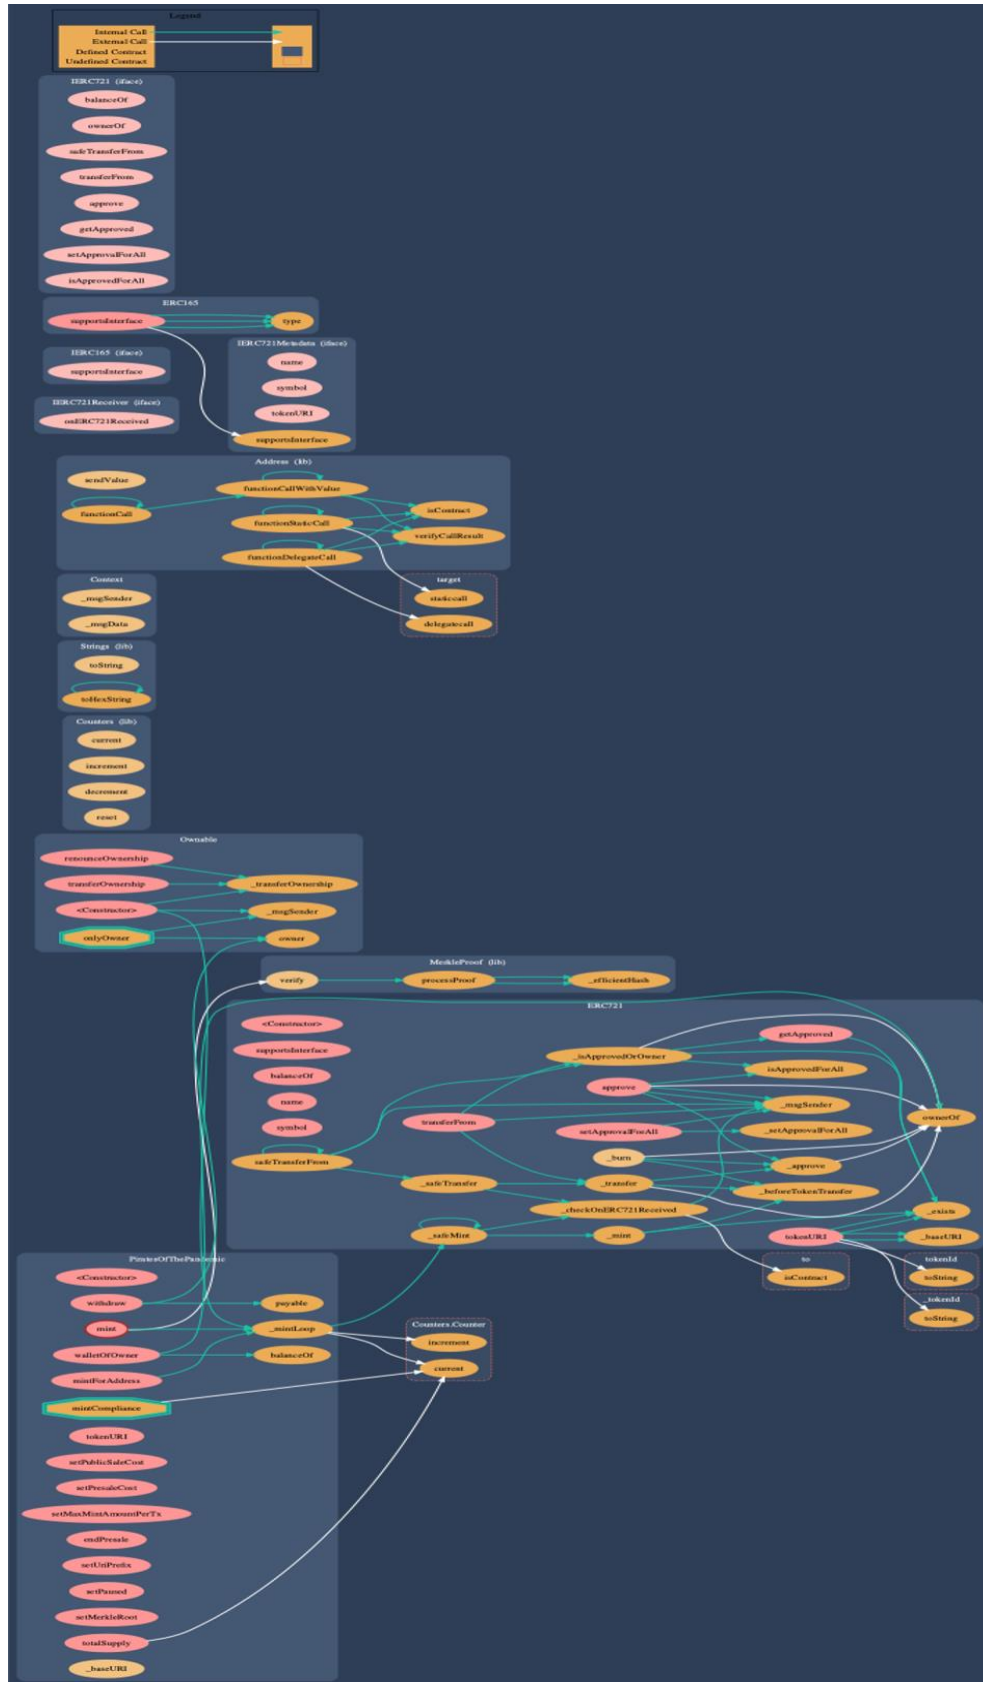 Legend
Internal Call
External Call
Defined Contract
Undefined Contract
IERC721 (iface)
balanceOf
ownerOf
safeTransferFrom
transferFrom
approve
getApproved
setApprovalForAll
isApprovedForAll
ERC165
supportsInterface
type
IERC721Metadata (iface)
name
symbol
tokenURI
supportsInterface
IERC165 (iface)
supportsInterface
IERC721Receiver (iface)
onERC721Received
Address (lib)
sendValue
functionCall
functionCallWithValue
functionStaticCall
functionDelegateCall
isContract
verifyCallResult
target
staticcall
delegatecall
Context
_msgSender
_msgData
Strings (lib)
toString
toHexString
Counters (lib)
current
increment
decrement
reset
Ownable
renounceOwnership
transferOwnership
<Constructor>
onlyOwner
_transferOwnership
_msgSender
owner
MerkleProof (lib)
verify
processProof
_efficientHash
ERC721
<Constructor>
supportsInterface
balanceOf
name
symbol
safeTransferFrom
transferFrom
_safeTransfer
_safeMint
_isApprovedOrOwner
approve
setApprovalForAll
_burn
_transfer
_checkOnERC721Received
_mint
getApproved
isApprovedForAll
_msgSender
_setApprovalForAll
_approve
_beforeTokenTransfer
tokenURI
ownerOf
_exists
_baseURI
to
isContract
tokenId
toString
_tokenId
toString
PiratesOfThePandemic
<Constructor>
withdraw
mint
walletOfOwner
mintForAddress
mintCompliance
tokenURI
setPublicSaleCost
setPresaleCost
setMaxMintAmountPerTx
endPresale
setUriPrefix
setPaused
setMerkleRoot
totalSupply
_baseURI
payable
_mintLoop
balanceOf
Counters.Counter
increment
current